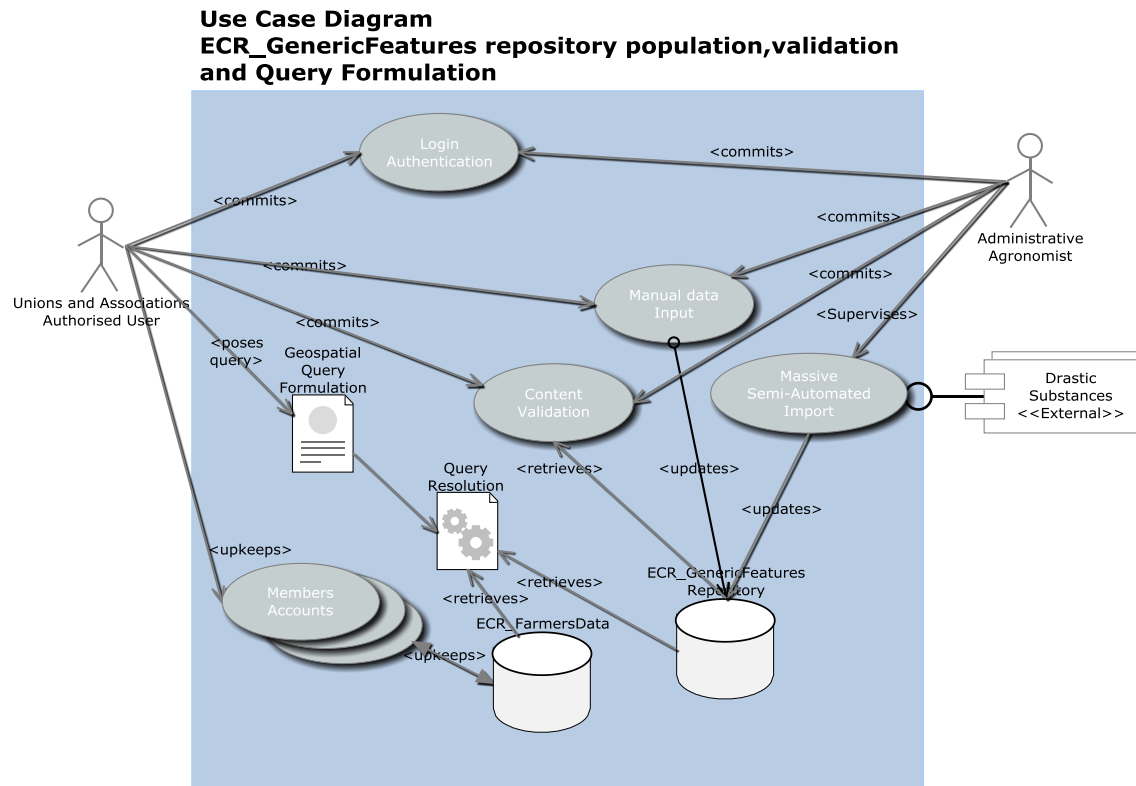 Use Case Diagram
ECR_GenericFeatures repository population,validation
and Query Formulation
Login
Authentication
<commits>
<commits>
<commits>
Administrative
Agronomist
<commits>
<commits>
Manual data
Input
Unions and Associations
Authorised User
<commits>
<Supervises>
<poses
query>
Geospatial
Query
Formulation
Content
Validation
Massive
Semi-Automated
Import
Drastic
Substances
<<External>>
Query
Resolution
<retrieves>
<updates>
<updates>
<upkeeps>
ECR_GenericFeatures
Repository
<retrieves>
Members
Accounts
<retrieves>
ECR_FarmersData
<upkeeps>